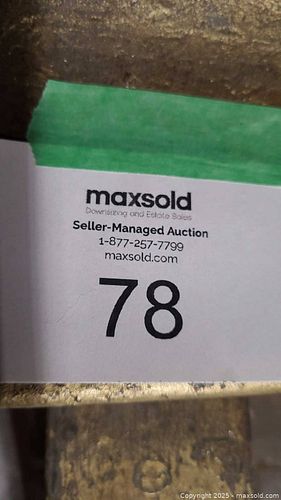 maxsold
Downsizing and Estate Sales
Seller-Managed Auction
1-877-257-7799
maxsold.com
78
Copyright 2025 - maxsold.com